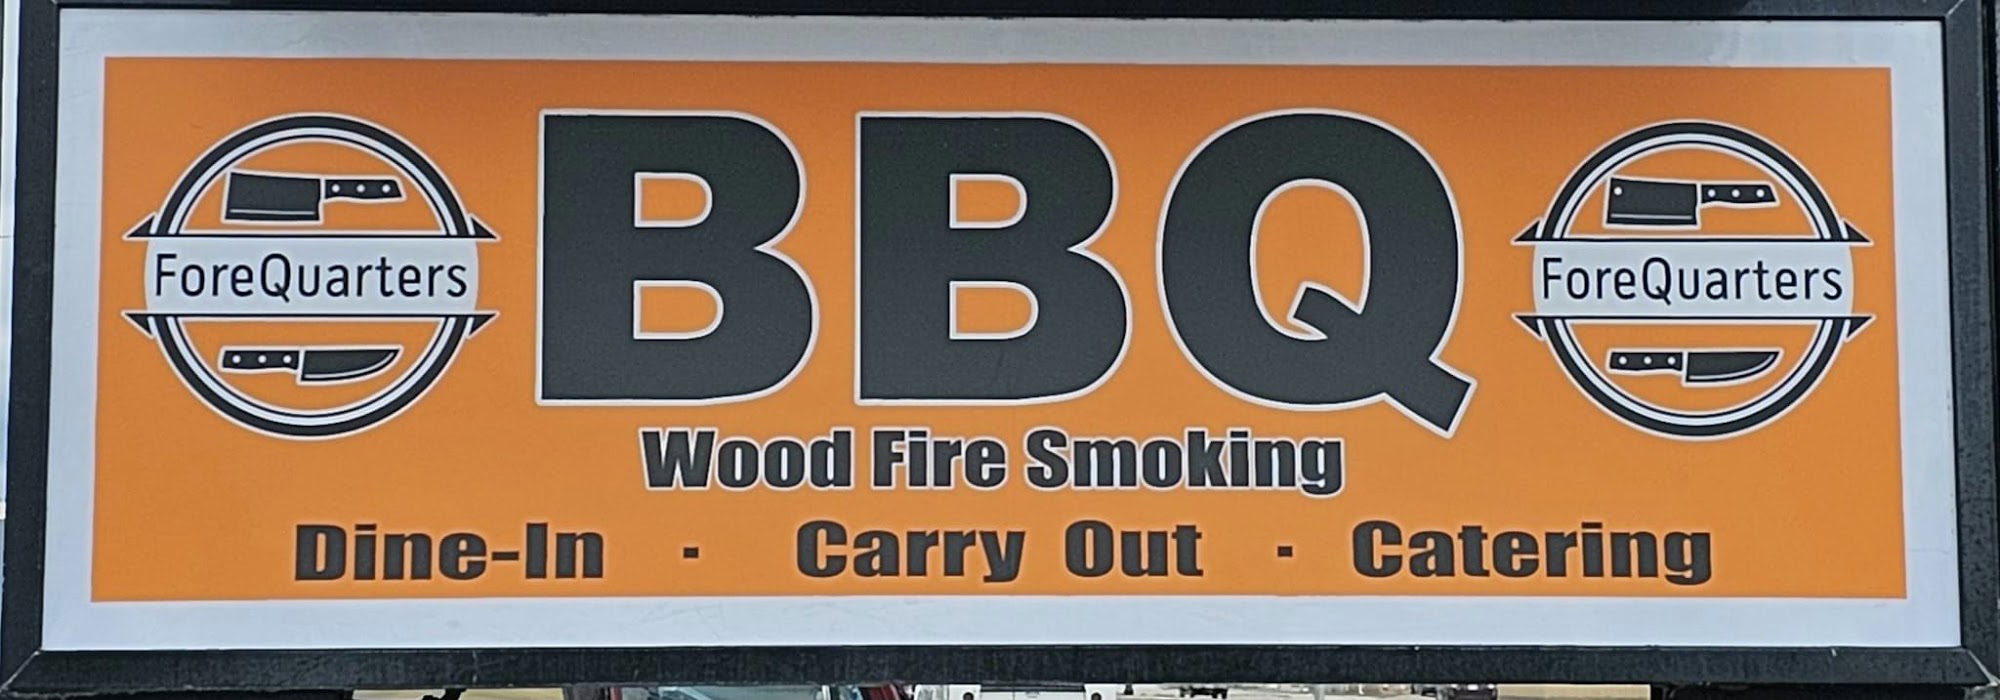 BBQ
ForeQuarters
ForeQuarters
Wood Fire Smoking
Dine-In · Carry Out · Catering